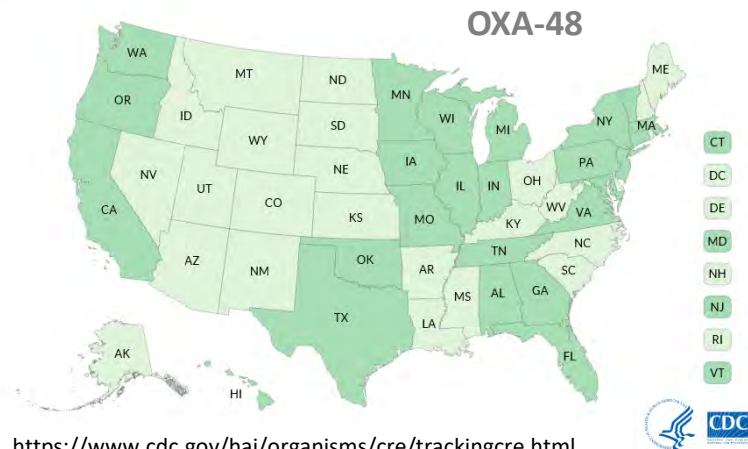 OXA-48
WA
OR
CA
NV
ID
MT
WY
UT
AZ
CO
NM
ND
SD
NE
KS
OK
TX
MN
IA
MO
AR
LA
WI
IL
MI
IN
OH
KY
TN
MS
AL
GA
FL
SC
NC
VA
WV
PA
NY
MA
ME
AK
HI
CT
DC
DE
MD
NH
NJ
RI
VT
CDC
https://www.cdc.gov/hai/organisms/cre/trackingcre.html